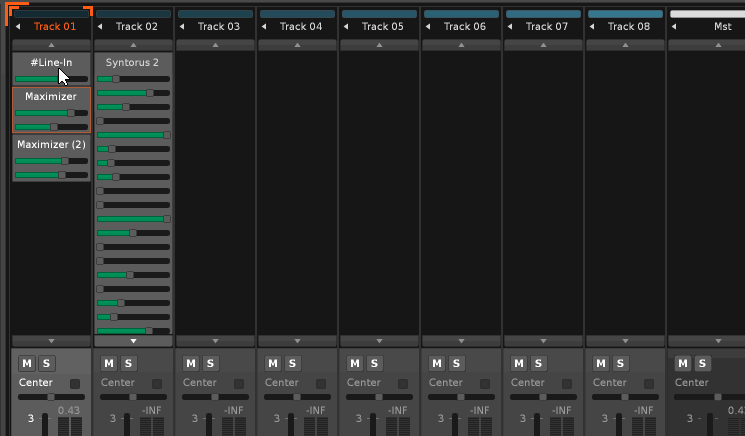 Track 01 Track 02 Track 03 Track 04 Track 05 Track 06 Track 07 Track 08 Mst
#Line-In Syntorus 2
Maximizer
Maximizer (2)
M S M S M S M S M S M S M S M S M S
Center Center Center Center Center Center Center Center Center
3 0.43 3 -INF 3 -INF 3 -INF 3 -INF 3 -INF 3 -INF 3 -INF 3